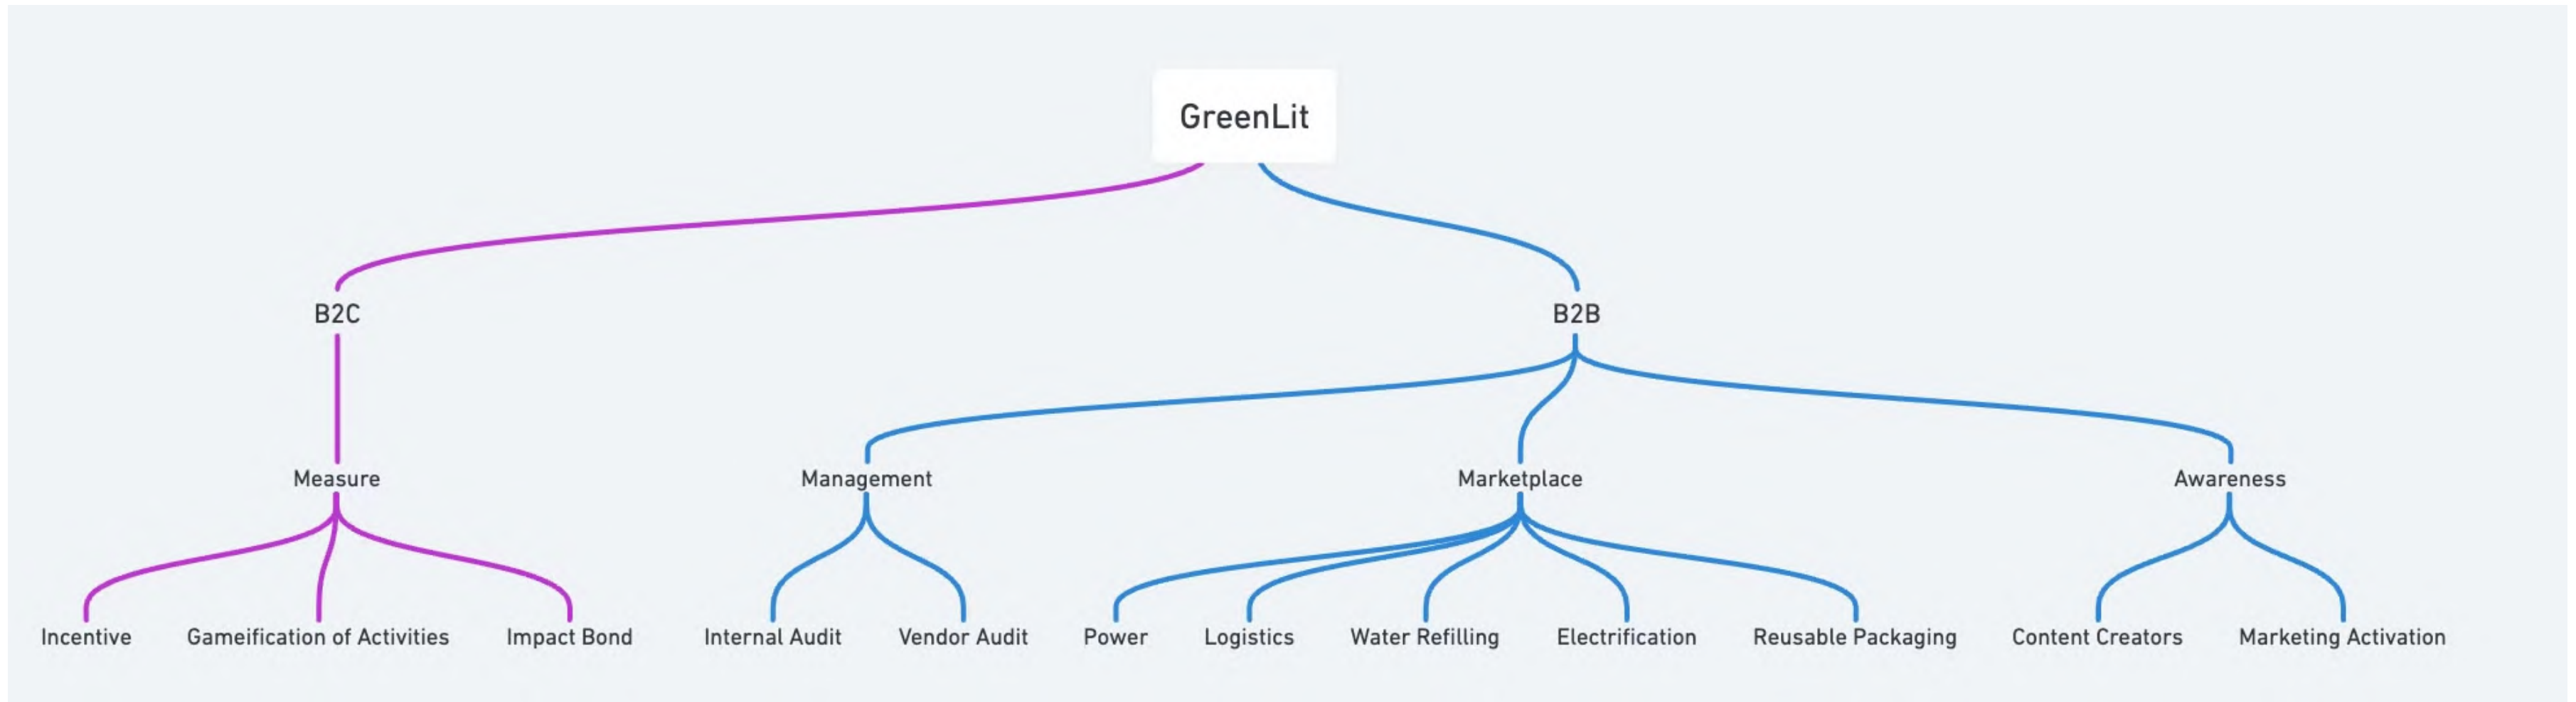 GreenLit
B2C
B2B
Measure
Management
Marketplace
Awareness
Incentive
Gameification of Activities
Impact Bond
Internal Audit
Vendor Audit
Power
Logistics
Water Refilling
Electrification
Reusable Packaging
Content Creators
Marketing Activation